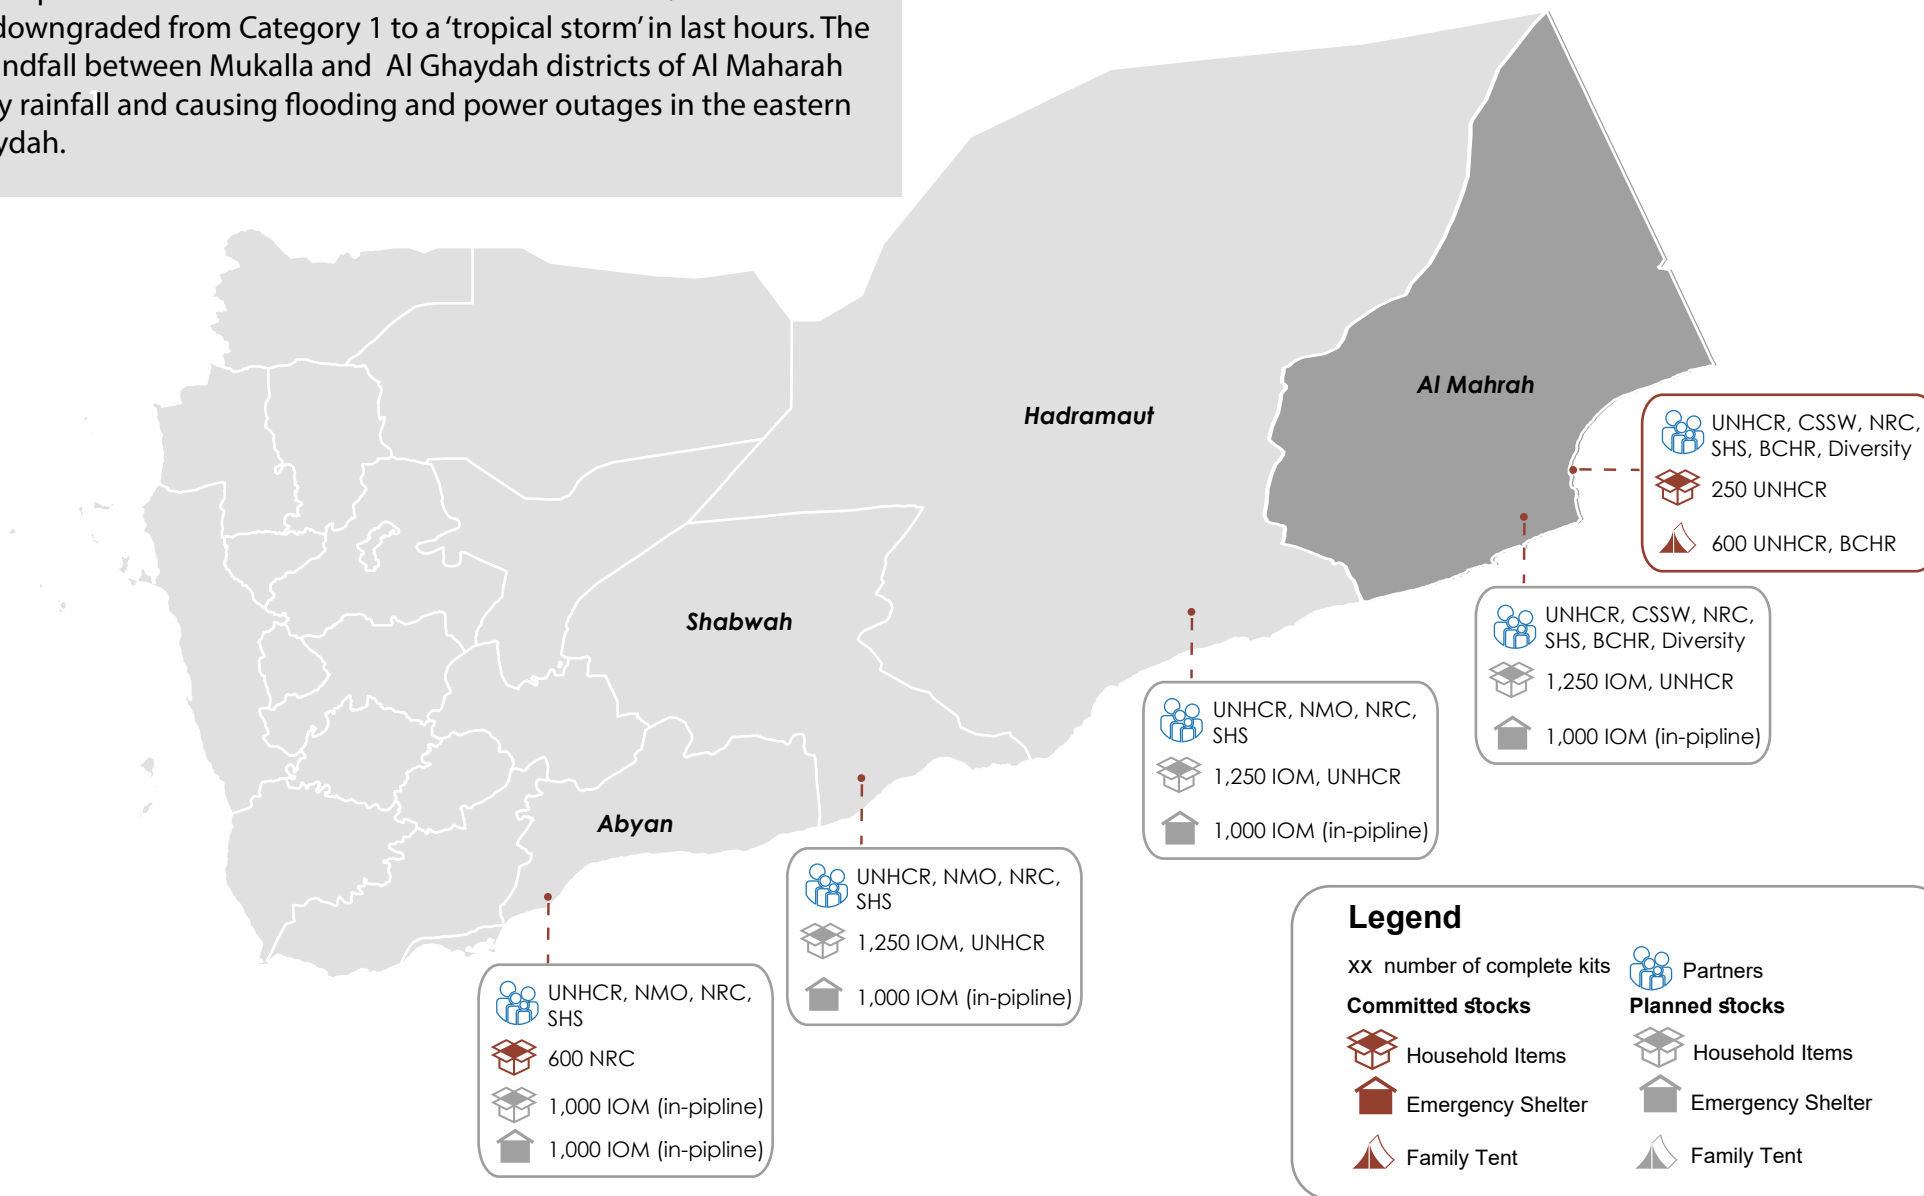 downgraded from Category 1 to a ‘tropical storm’ in last hours. The
ndfall between Mukalla and Al Ghaydah districts of Al Maharah
y rainfall and causing flooding and power outages in the eastern
ydah.
Al Mahrah
Hadramaut
Shabwah
Abyan
UNHCR, CSSW, NRC,
SHS, BCHR, Diversity
250 UNHCR
600 UNHCR, BCHR
UNHCR, CSSW, NRC,
SHS, BCHR, Diversity
1,250 IOM, UNHCR
1,000 IOM (in-pipline)
UNHCR, NMO, NRC,
SHS
1,250 IOM, UNHCR
1,000 IOM (in-pipline)
UNHCR, NMO, NRC,
SHS
1,250 IOM, UNHCR
1,000 IOM (in-pipline)
UNHCR, NMO, NRC,
SHS
600 NRC
1,000 IOM (in-pipline)
1,000 IOM (in-pipline)
Legend
xx number of complete kits
Partners
Committed stocks
Planned stocks
Household Items
Household Items
Emergency Shelter
Emergency Shelter
Family Tent
Family Tent